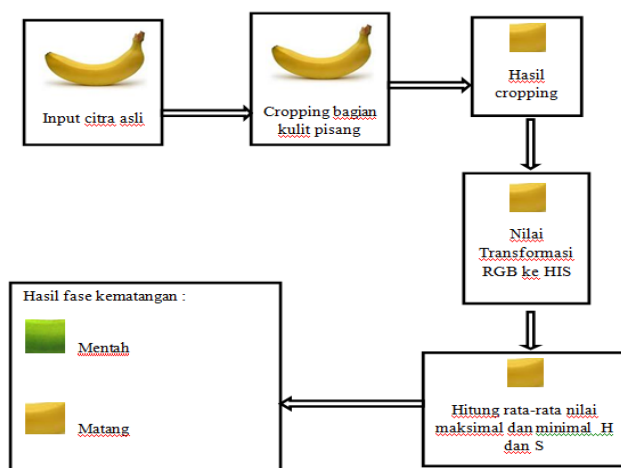 Input citra asli
Cropping bagian
kulit pisang
Hasil
cropping
Nilai
Transformasi
RGB ke HIS
Hitung rata-rata nilai
maksimal dan minimal H
dan S
Hasil fase kematangan :
Mentah
Matang